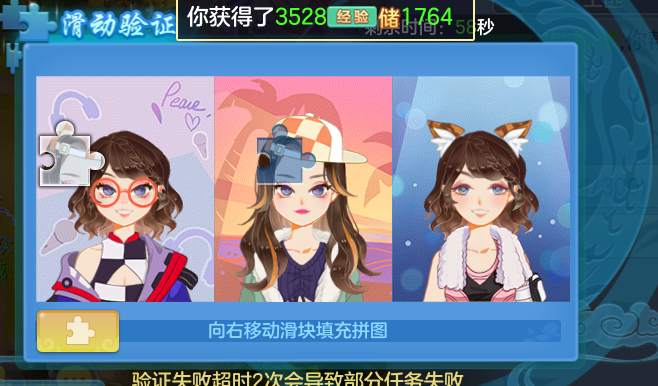 滑动验证
你获得了3528经验储1764
剩余时间：58秒
Peace,
向右移动滑块填充拼图
验证失败超时2次会导致部分任务失败